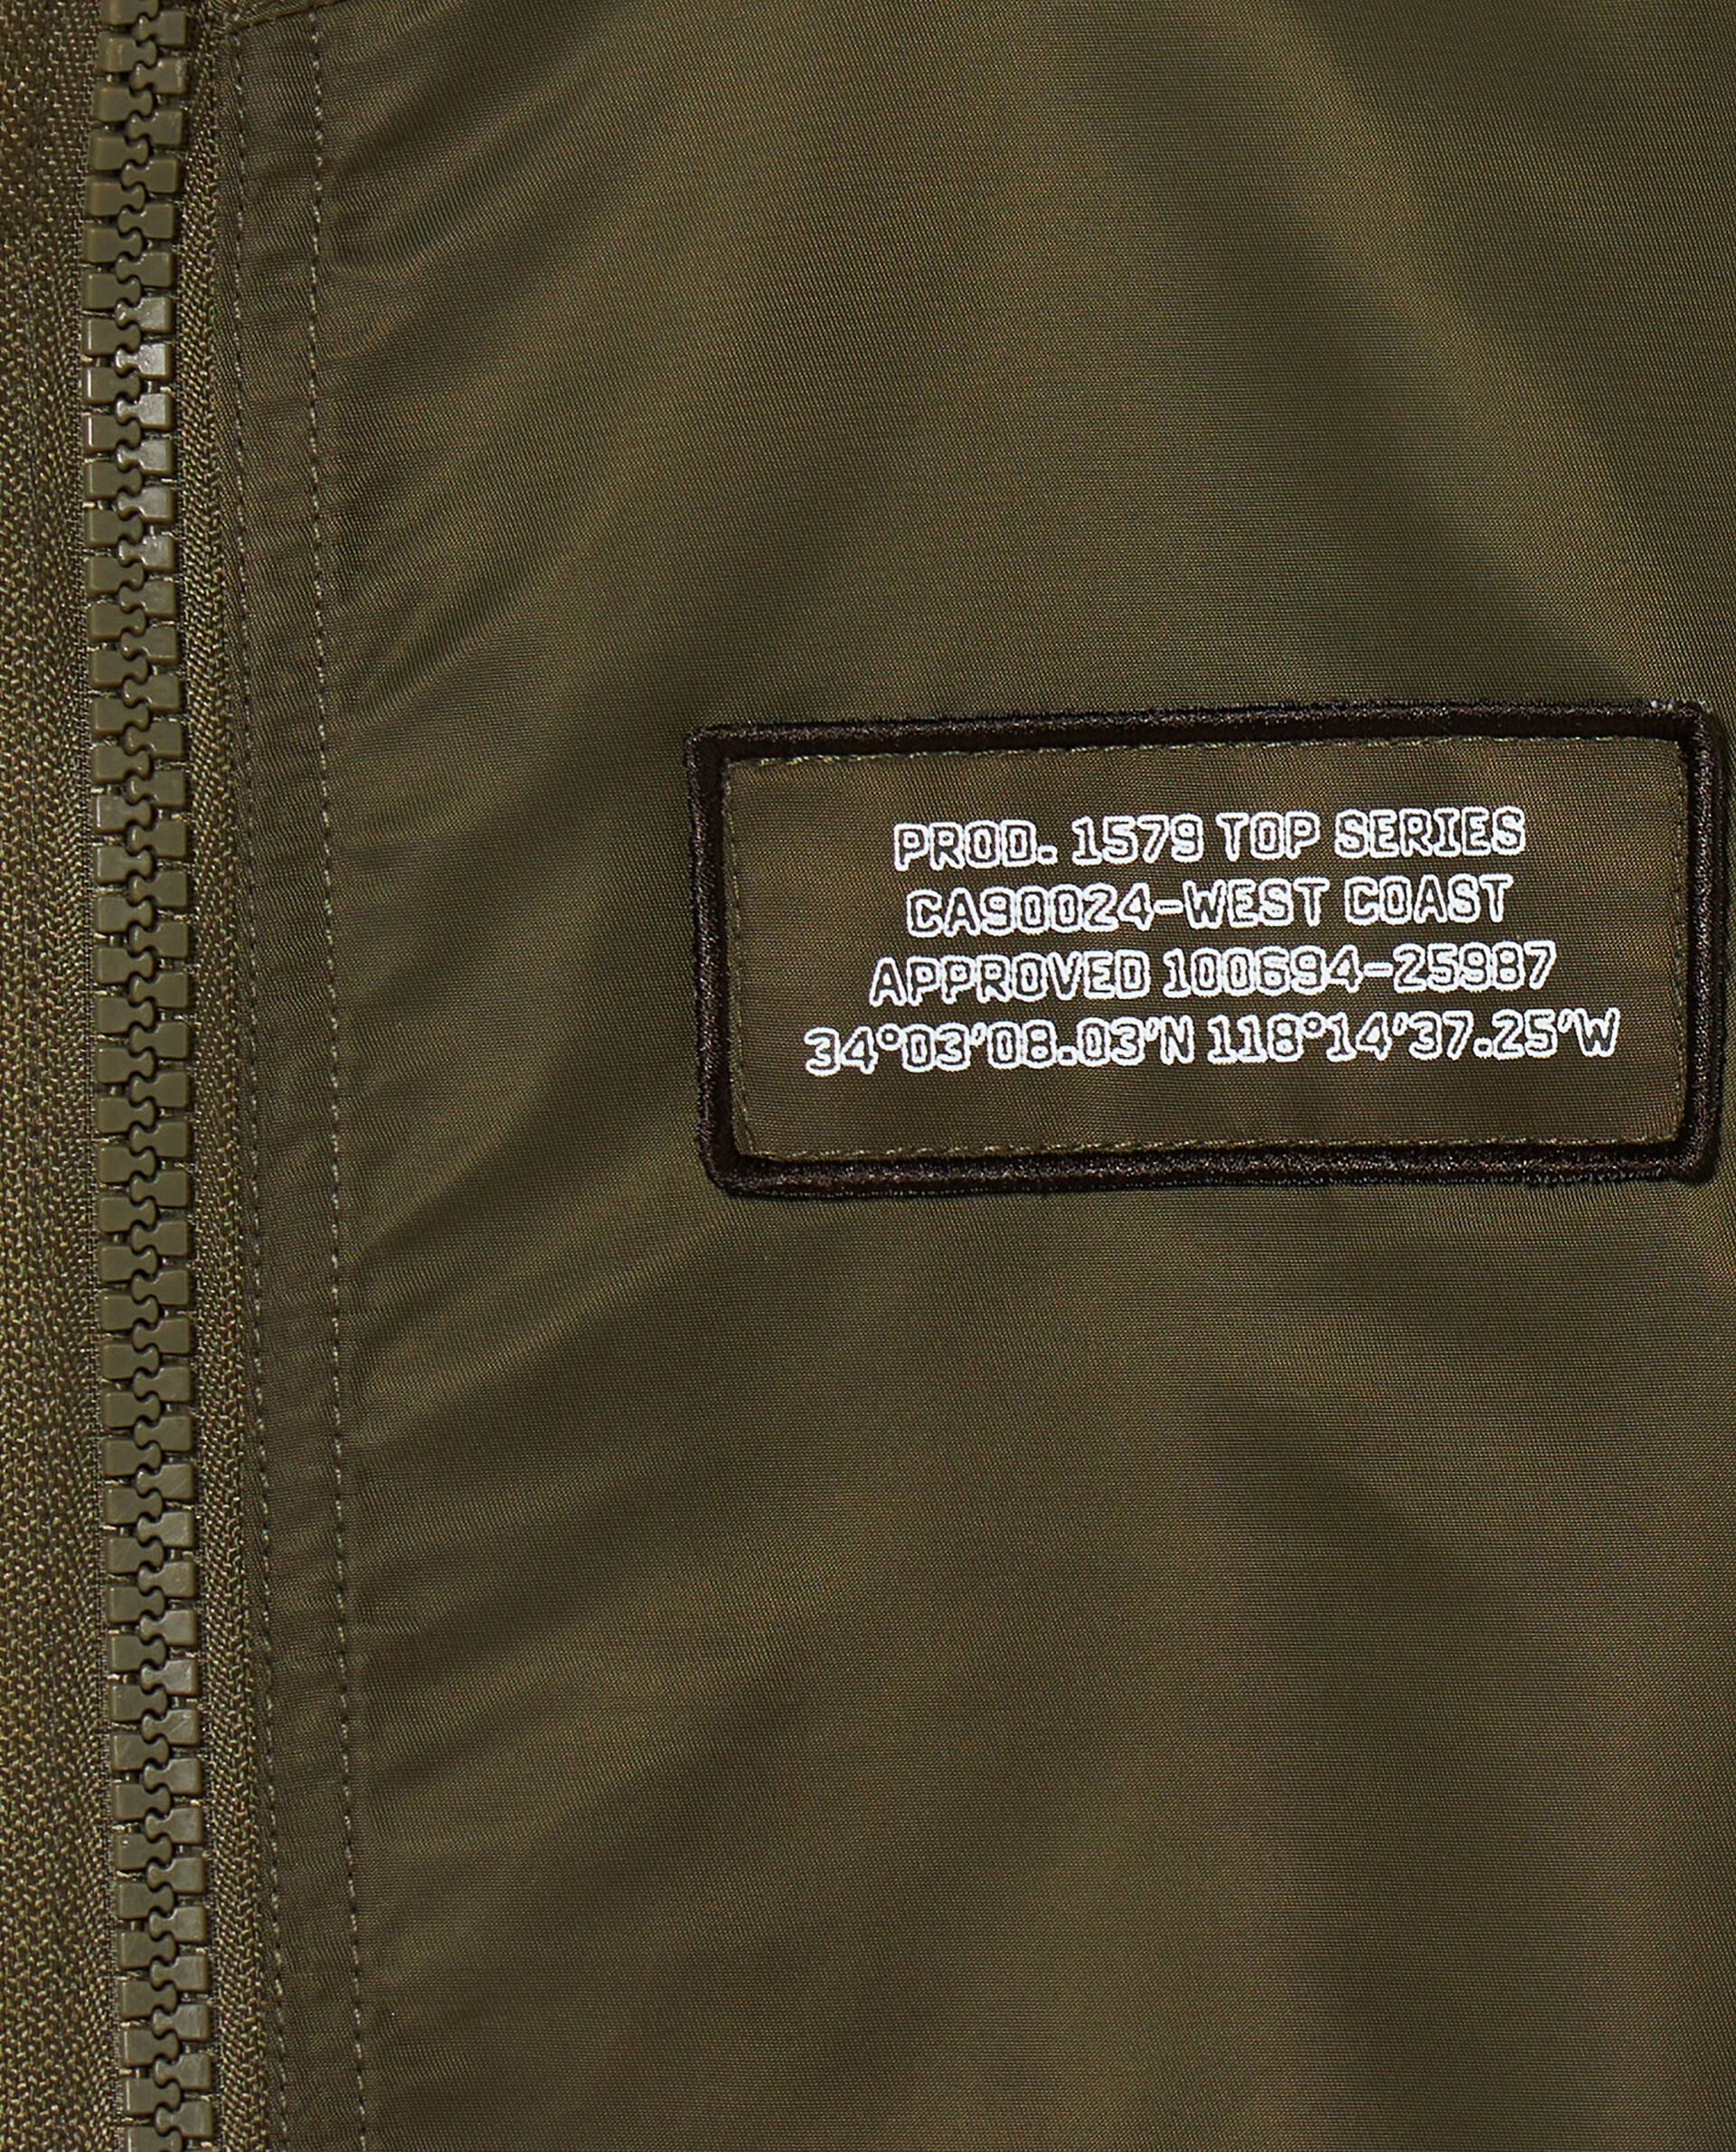 PROD. 1579 TOP SERIES
CA90024-WEST COAST
APPROVED 100694-25987
34°03'08.03'N 118°14'37.25'W